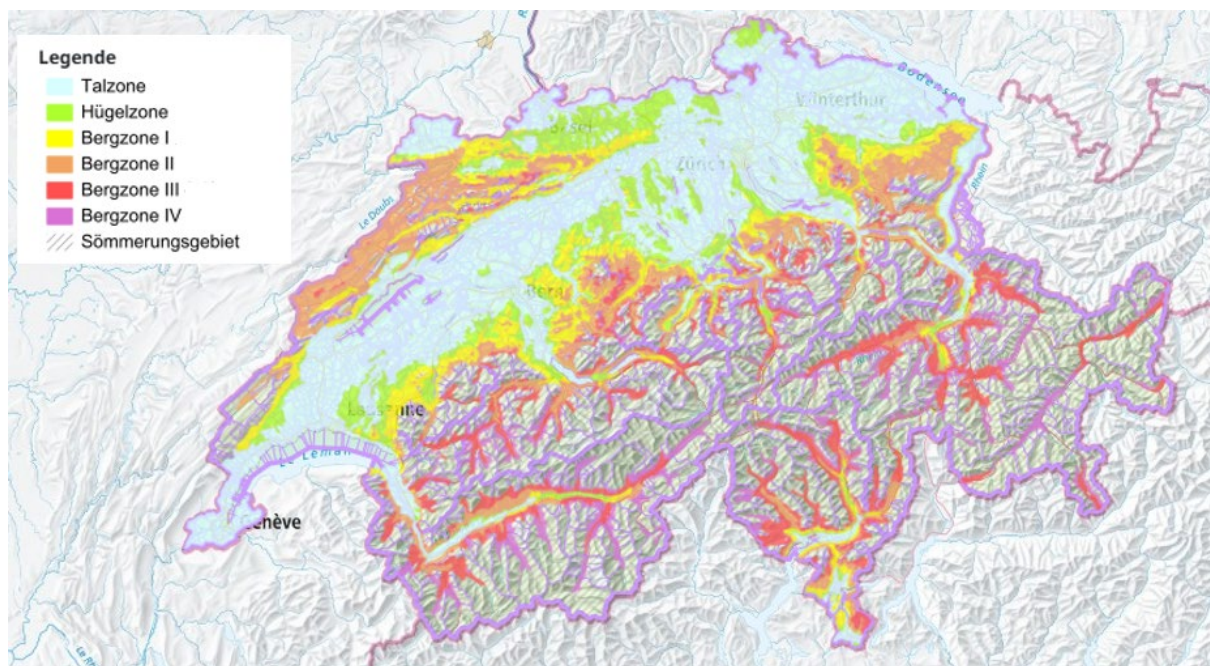 Legende
Talzone
Hügelzone
Bergzone I
Bergzone II
Bergzone III
Bergzone IV
Sömmerungsgebiet
Bodensee
Winterthur
Basel
Zürich
Rhein
Le Doubs
Bern
Lausanne
Le Léman
Genève